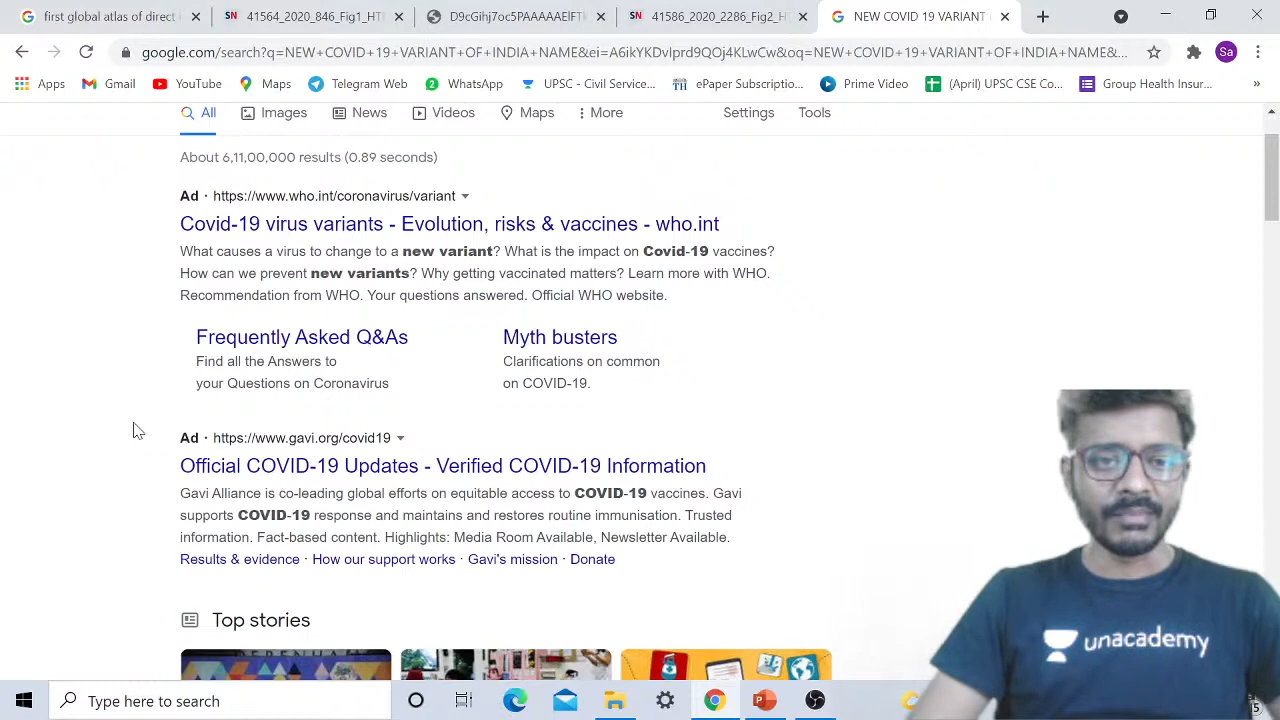 first global atlas of direct
41564_2020_846_Fig1_HT
D9cGihj7oc5PAAAAAElFTk
41586_2020_2286_Fig2_HT
NEW COVID 19 VARIANT
google.com/search?q=NEW+COVID+19+VARIANT+OF+INDIA+NAME&ei=A6ikYKDvIprd9QOj4KLwCw&oq=NEW+COVID+19+VARIANT+OF+INDIA+NAME&...
Sa
Apps
Gmail
YouTube
Maps
Telegram Web
2
WhatsApp
UPSC - Civil Service...
TH
ePaper Subscriptio...
Prime Video
(April) UPSC CSE Co...
Group Health Insur...
»
All
Images
News
Videos
Maps
More
Settings
Tools
About 6,11,00,000 results (0.89 seconds)
Ad · https://www.who.int/coronavirus/variant
Covid-19 virus variants - Evolution, risks & vaccines - who.int
What causes a virus to change to a new variant? What is the impact on Covid-19 vaccines?
How can we prevent new variants? Why getting vaccinated matters? Learn more with WHO.
Recommendation from WHO. Your questions answered. Official WHO website.
Frequently Asked Q&As
Find all the Answers to
your Questions on Coronavirus
Myth busters
Clarifications on common
on COVID-19.
Ad · https://www.gavi.org/covid19
Official COVID-19 Updates - Verified COVID-19 Information
Gavi Alliance is co-leading global efforts on equitable access to COVID-19 vaccines. Gavi
supports COVID-19 response and maintains and restores routine immunisation. Trusted
information. Fact-based content. Highlights: Media Room Available, Newsletter Available.
Results & evidence · How our support works · Gavi's mission · Donate
Top stories
unacademy
Type here to search